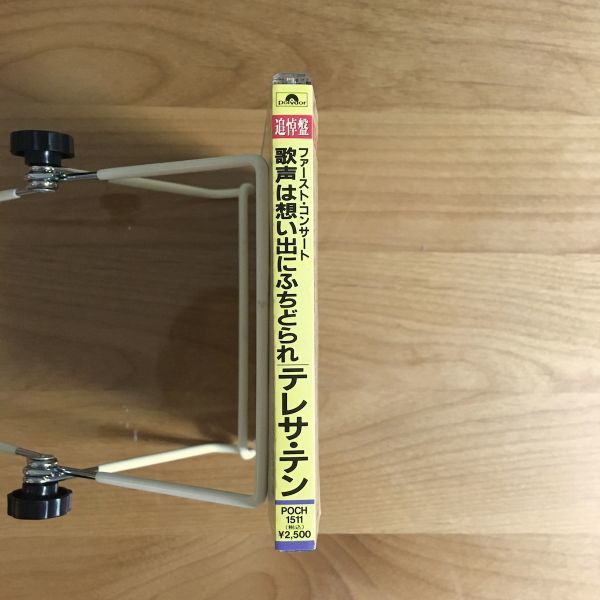 polydor
追悼盤
ファースト・コンサート
歌声は想い出にふちどられ
テレサ・テン
POCH
1511
(税込)
¥2,500